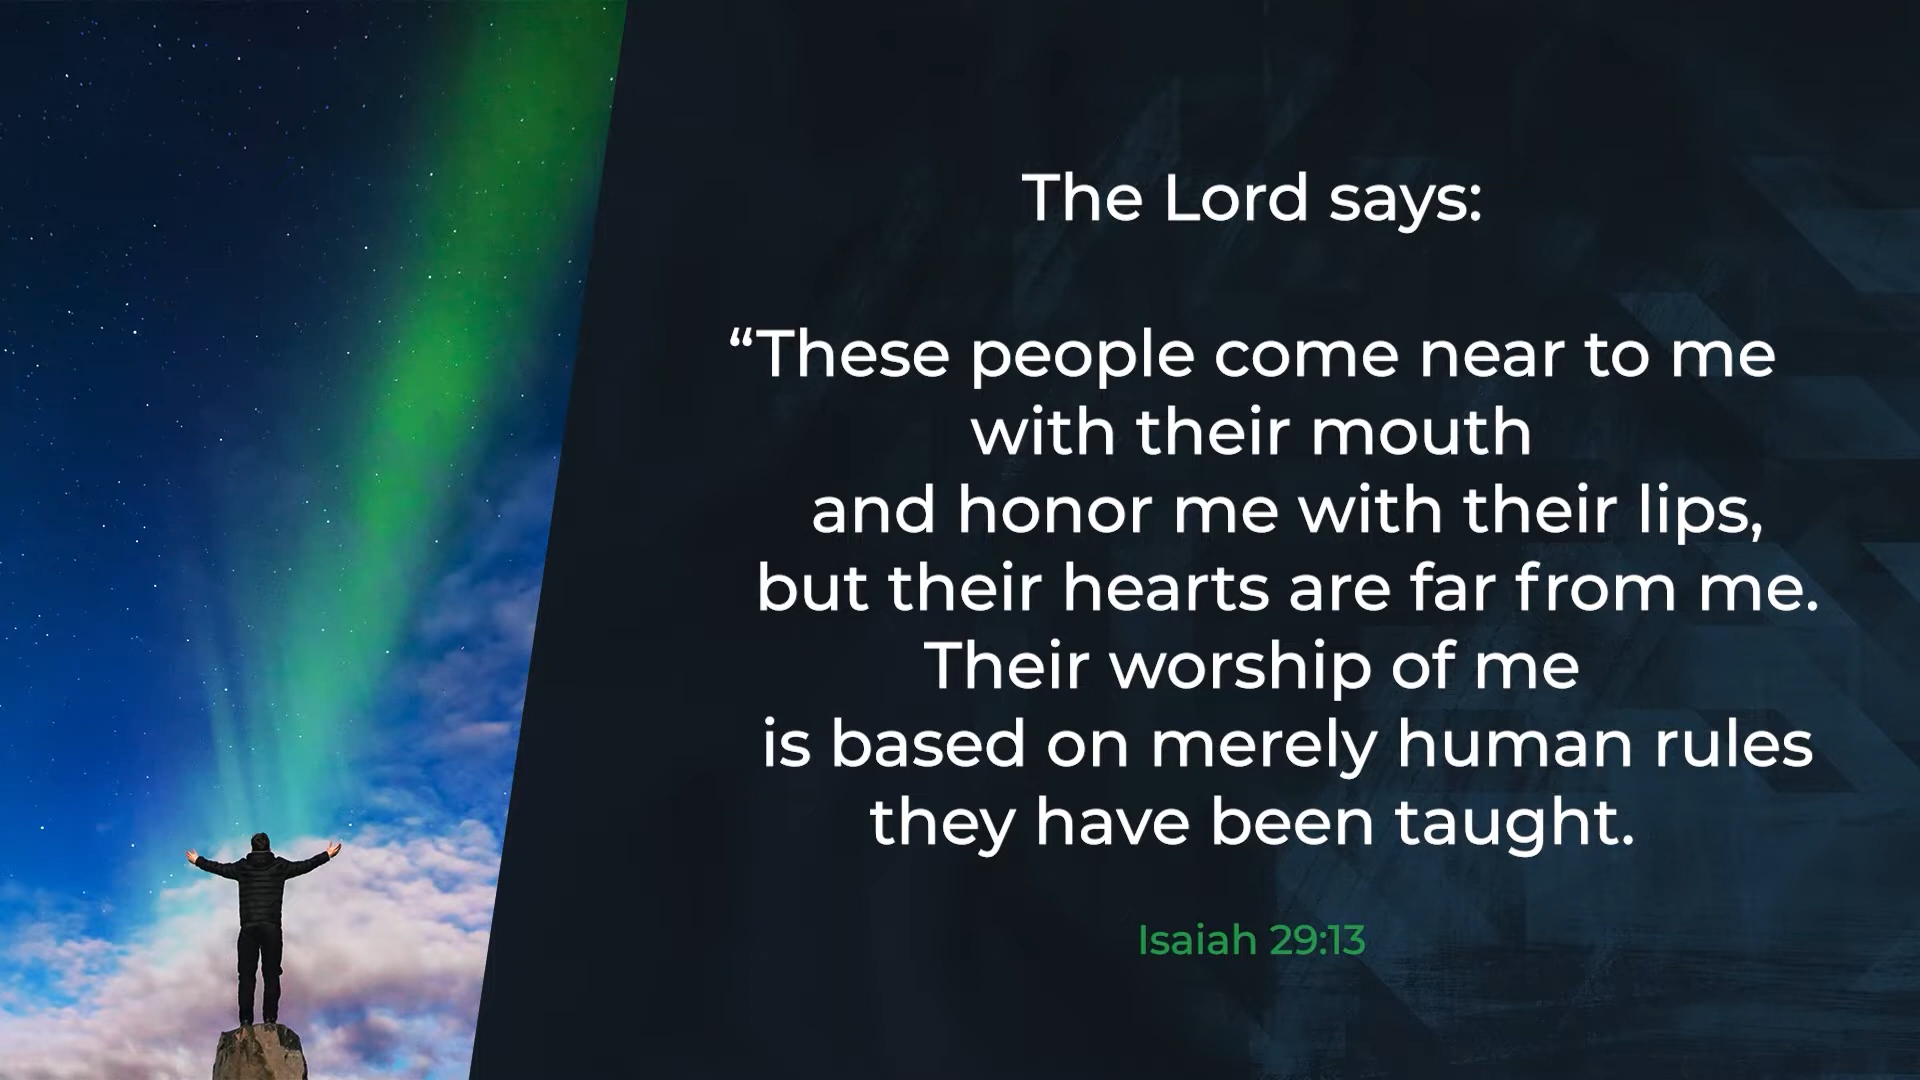 The Lord says:
“These people come near to me
with their mouth
and honor me with their lips,
but their hearts are far from me.
Their worship of me
is based on merely human rules
they have been taught.
Isaiah 29:13